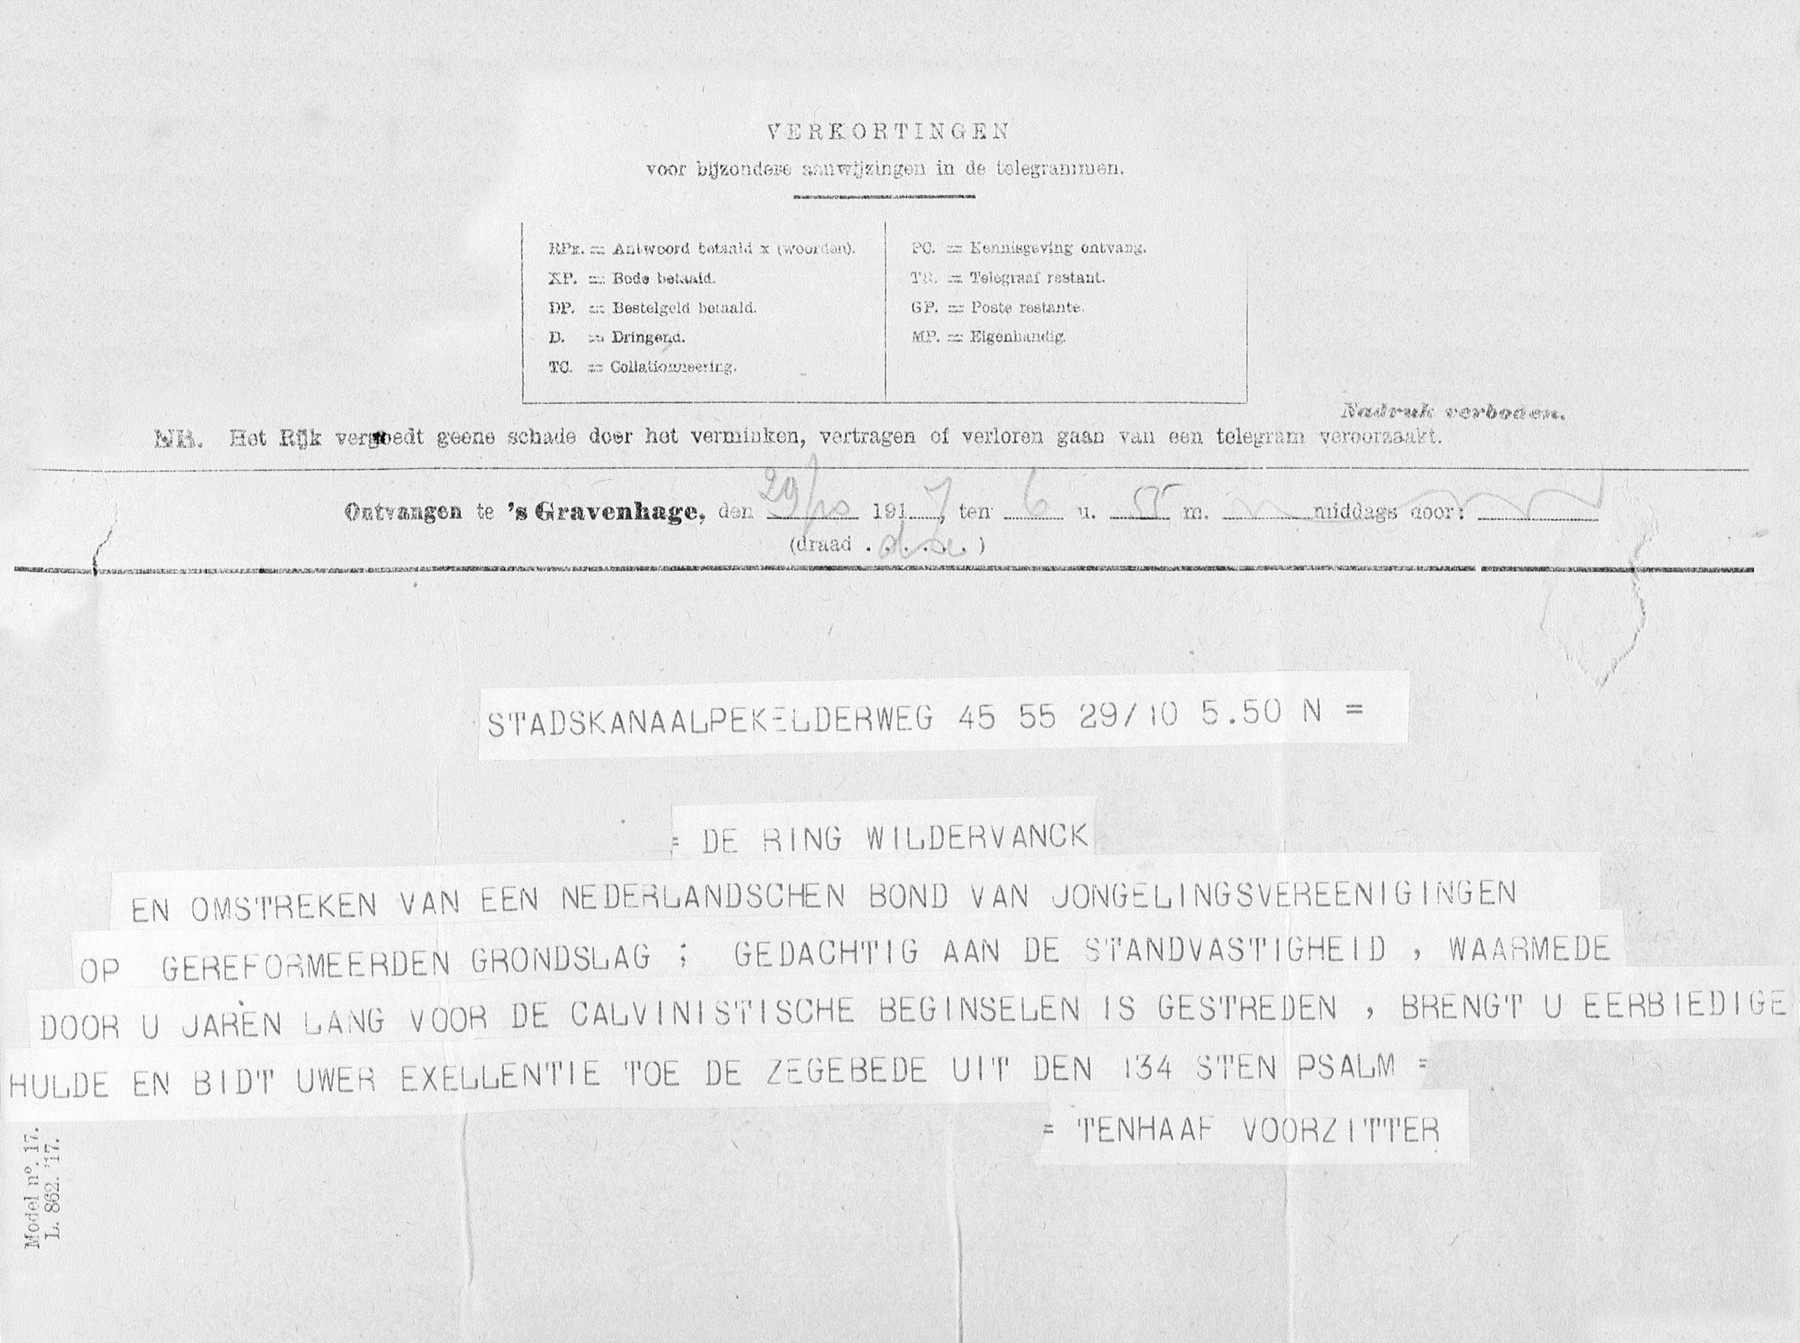 VERKORTINGEN
voor bijzondere aanwijzingen in de telegrammen.
RPx. = Antwoord betaald x (woorden).
XP. = Bode betaald.
DP. = Bestelgeld betaald.
D. = Dringend.
TC. = Collationneering.
PC. = Kennisgeving ontvang.
TR. = Telegraaf restant.
GP. = Poste restante.
MP. = Eigenhandig.
Nadruk verboden.
NB. Het Rijk vergoedt geene schade door het verminken, vertragen of verloren gaan van een telegram veroorzaakt.
Ontvangen te 's Gravenhage, den 29/10 1917, ten 6 u. 55 m. middags door:
(draad . . . . . )
STADSKANAALPEKELDERWEG 45 55 29/10 5.50 N =
= DE RING WILDERVANCK
EN OMSTREKEN VAN EEN NEDERLANDSCHEN BOND VAN JONGELINGSVEREENIGINGEN
OP GEREFORMEERDEN GRONDSLAG ; GEDACHTIG AAN DE STANDVASTIGHEID , WAARMEDE
DOOR U JAREN LANG VOOR DE CALVINISTISCHE BEGINSELEN IS GESTREDEN , BRENGT U EERBIEDIGE
HULDE EN BIDT UWER EXELLENTIE TOE DE ZEGEBEDE UIT DEN 134 STEN PSALM =
= TENHAAF VOORZITTER
Model nº. 17.
L. 862. '17.